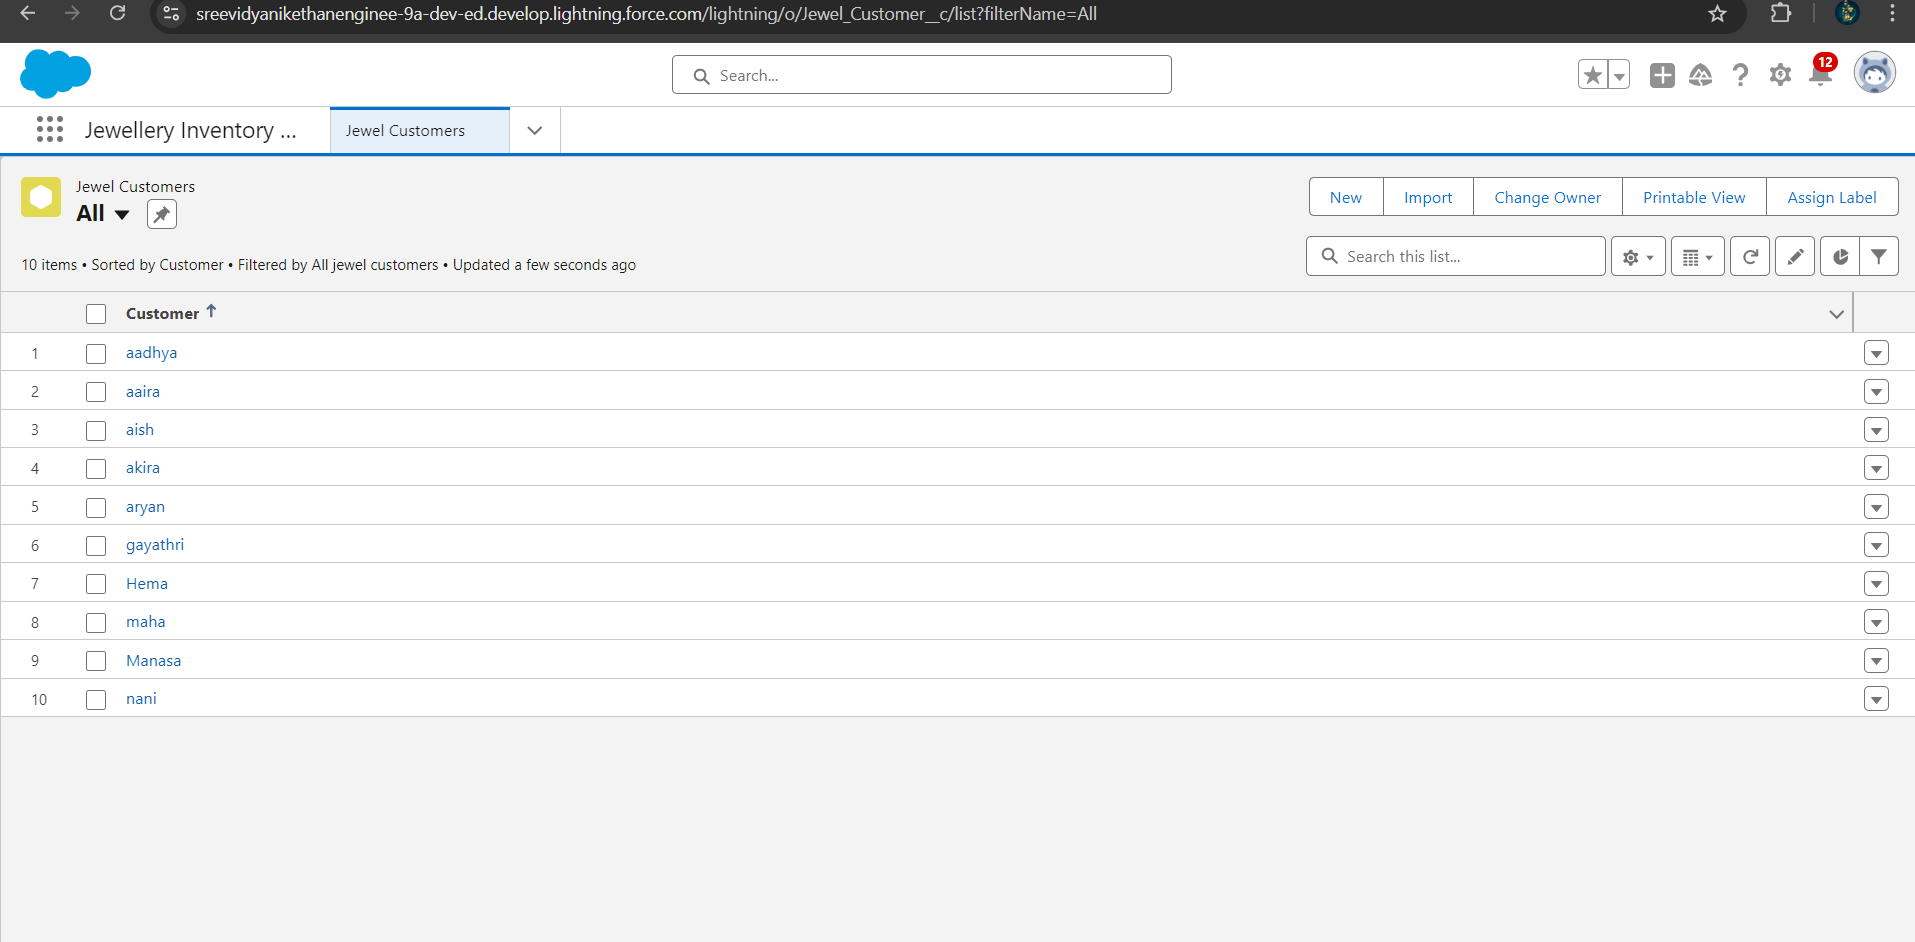 sreevidyanikethanenginee-9a-dev-ed.develop.lightning.force.com/lightning/o/Jewel_Customer__c/list?filterName=All
Search...
12
Jewellery Inventory ...
Jewel Customers
Jewel Customers
All
New
Import
Change Owner
Printable View
Assign Label
10 items • Sorted by Customer • Filtered by All jewel customers • Updated a few seconds ago
Search this list...
Customer
1 aadhya
2 aaira
3 aish
4 akira
5 aryan
6 gayathri
7 Hema
8 maha
9 Manasa
10 nani